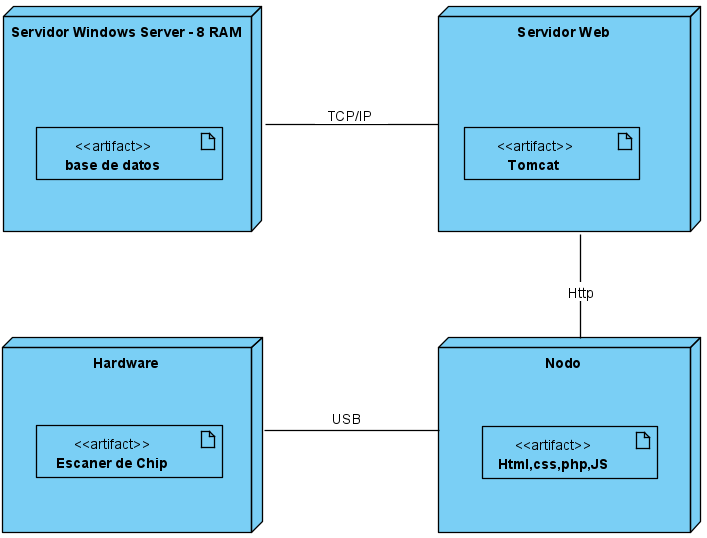 Servidor Windows Server - 8 RAM
<<artifact>>
base de datos
TCP/IP
Servidor Web
<<artifact>>
Tomcat
Http
Hardware
<<artifact>>
Escaner de Chip
USB
Nodo
<<artifact>>
Html,css,php,JS